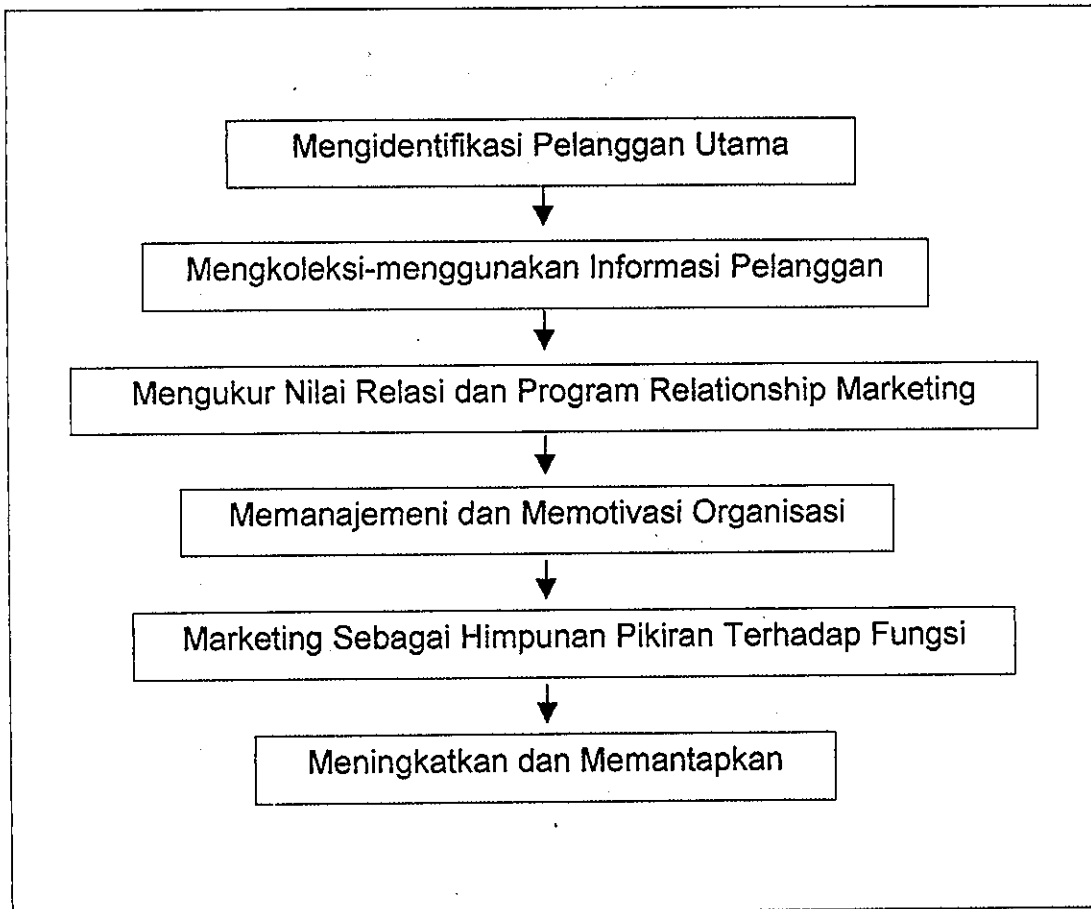 Mengidentifikasi Pelanggan Utama
Mengkoleksi-menggunakan Informasi Pelanggan
Mengukur Nilai Relasi dan Program Relationship Marketing
Memanajemeni dan Memotivasi Organisasi
Marketing Sebagai Himpunan Pikiran Terhadap Fungsi
Meningkatkan dan Memantapkan